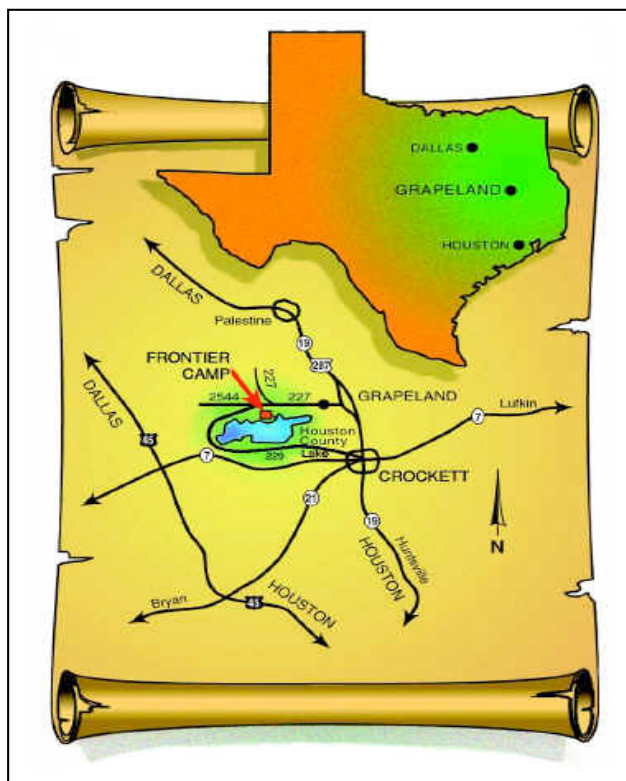 DALLAS
GRAPELAND
HOUSTON
DALLAS
Palestine
19
287
FRONTIER
CAMP
227
2544
227
GRAPELAND
DALLAS
45
Houston
County
Lake
7
Lufkin
7
229
CROCKETT
21
19
N
HOUSTON
Huntsville
Bryan
45
HOUSTON